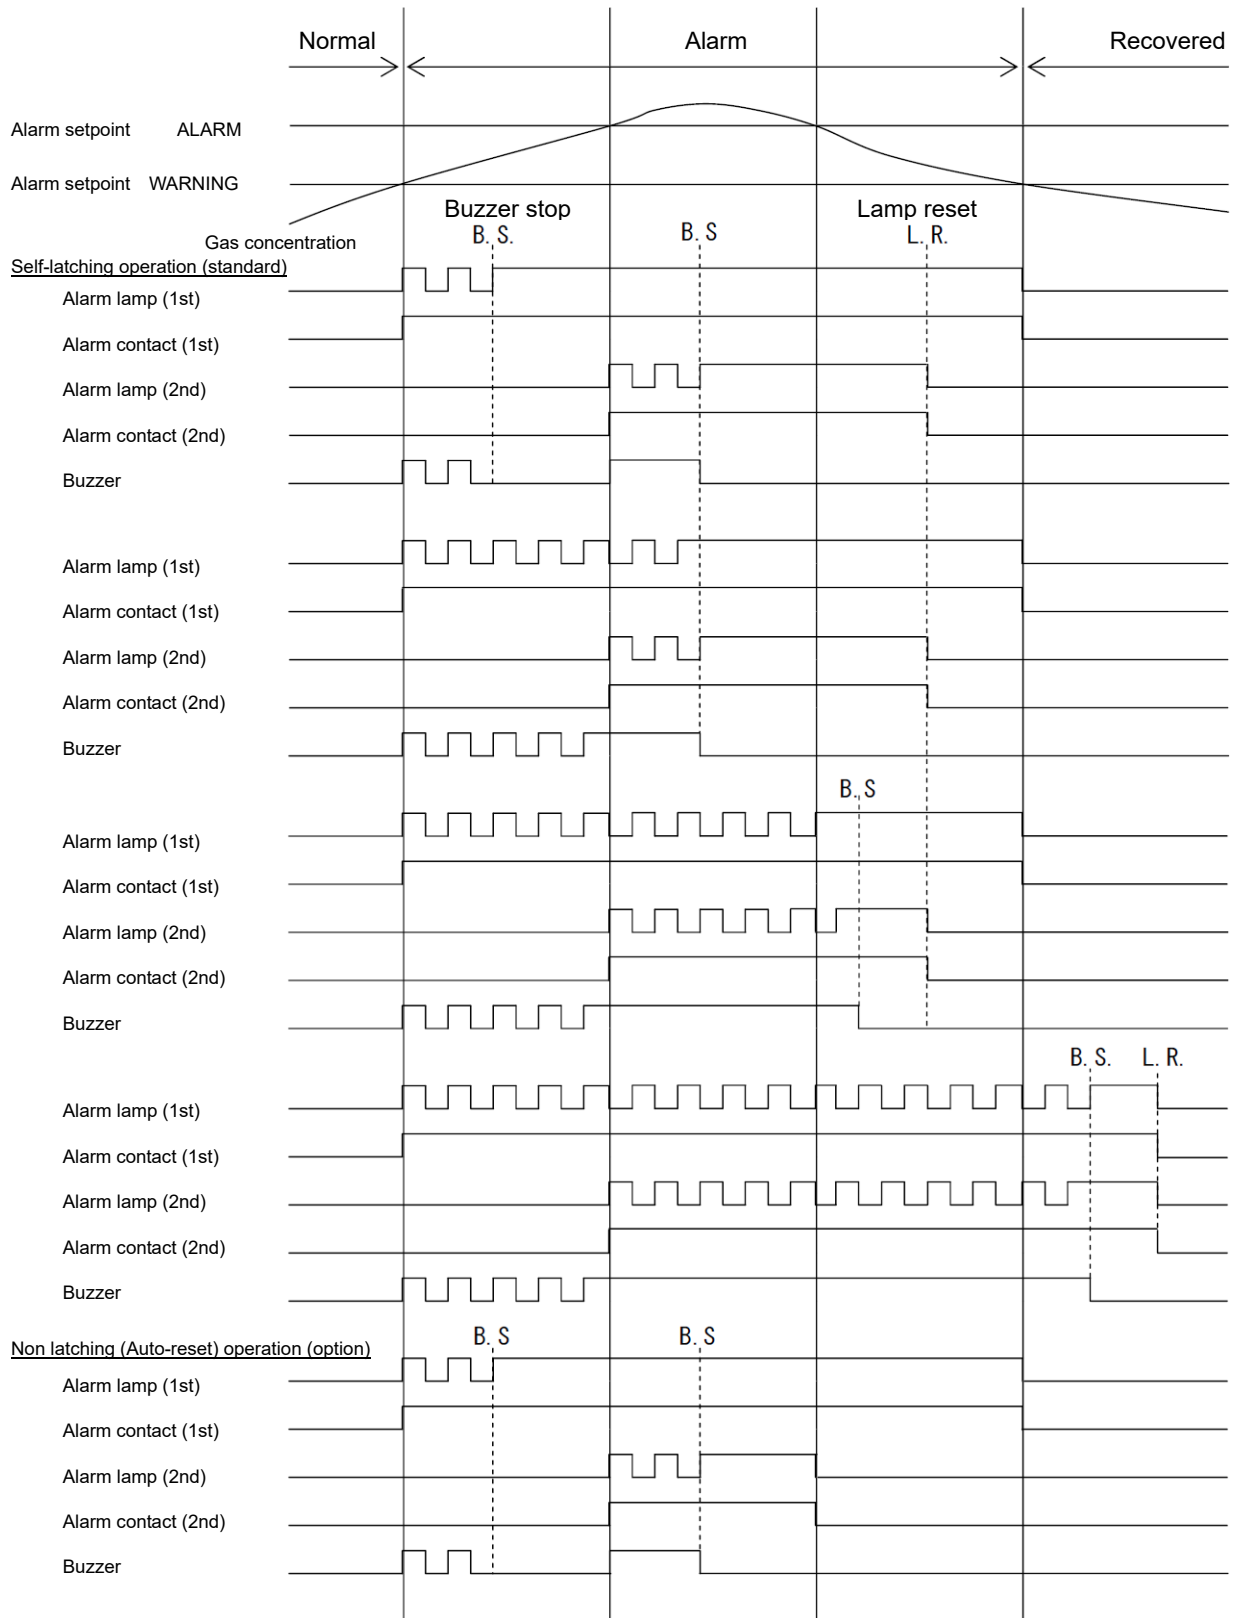 Normal Alarm Recovered
Alarm setpoint ALARM
Alarm setpoint WARNING
Buzzer stop Lamp reset
B. S. B. S L. R.
Gas concentration
Self-latching operation (standard)
Alarm lamp (1st)
Alarm contact (1st)
Alarm lamp (2nd)
Alarm contact (2nd)
Buzzer
Alarm lamp (1st)
Alarm contact (1st)
Alarm lamp (2nd)
Alarm contact (2nd)
Buzzer
B. S
Alarm lamp (1st)
Alarm contact (1st)
Alarm lamp (2nd)
Alarm contact (2nd)
Buzzer
B. S. L. R.
Alarm lamp (1st)
Alarm contact (1st)
Alarm lamp (2nd)
Alarm contact (2nd)
Buzzer
B. S B. S
Non latching (Auto-reset) operation (option)
Alarm lamp (1st)
Alarm contact (1st)
Alarm lamp (2nd)
Alarm contact (2nd)
Buzzer